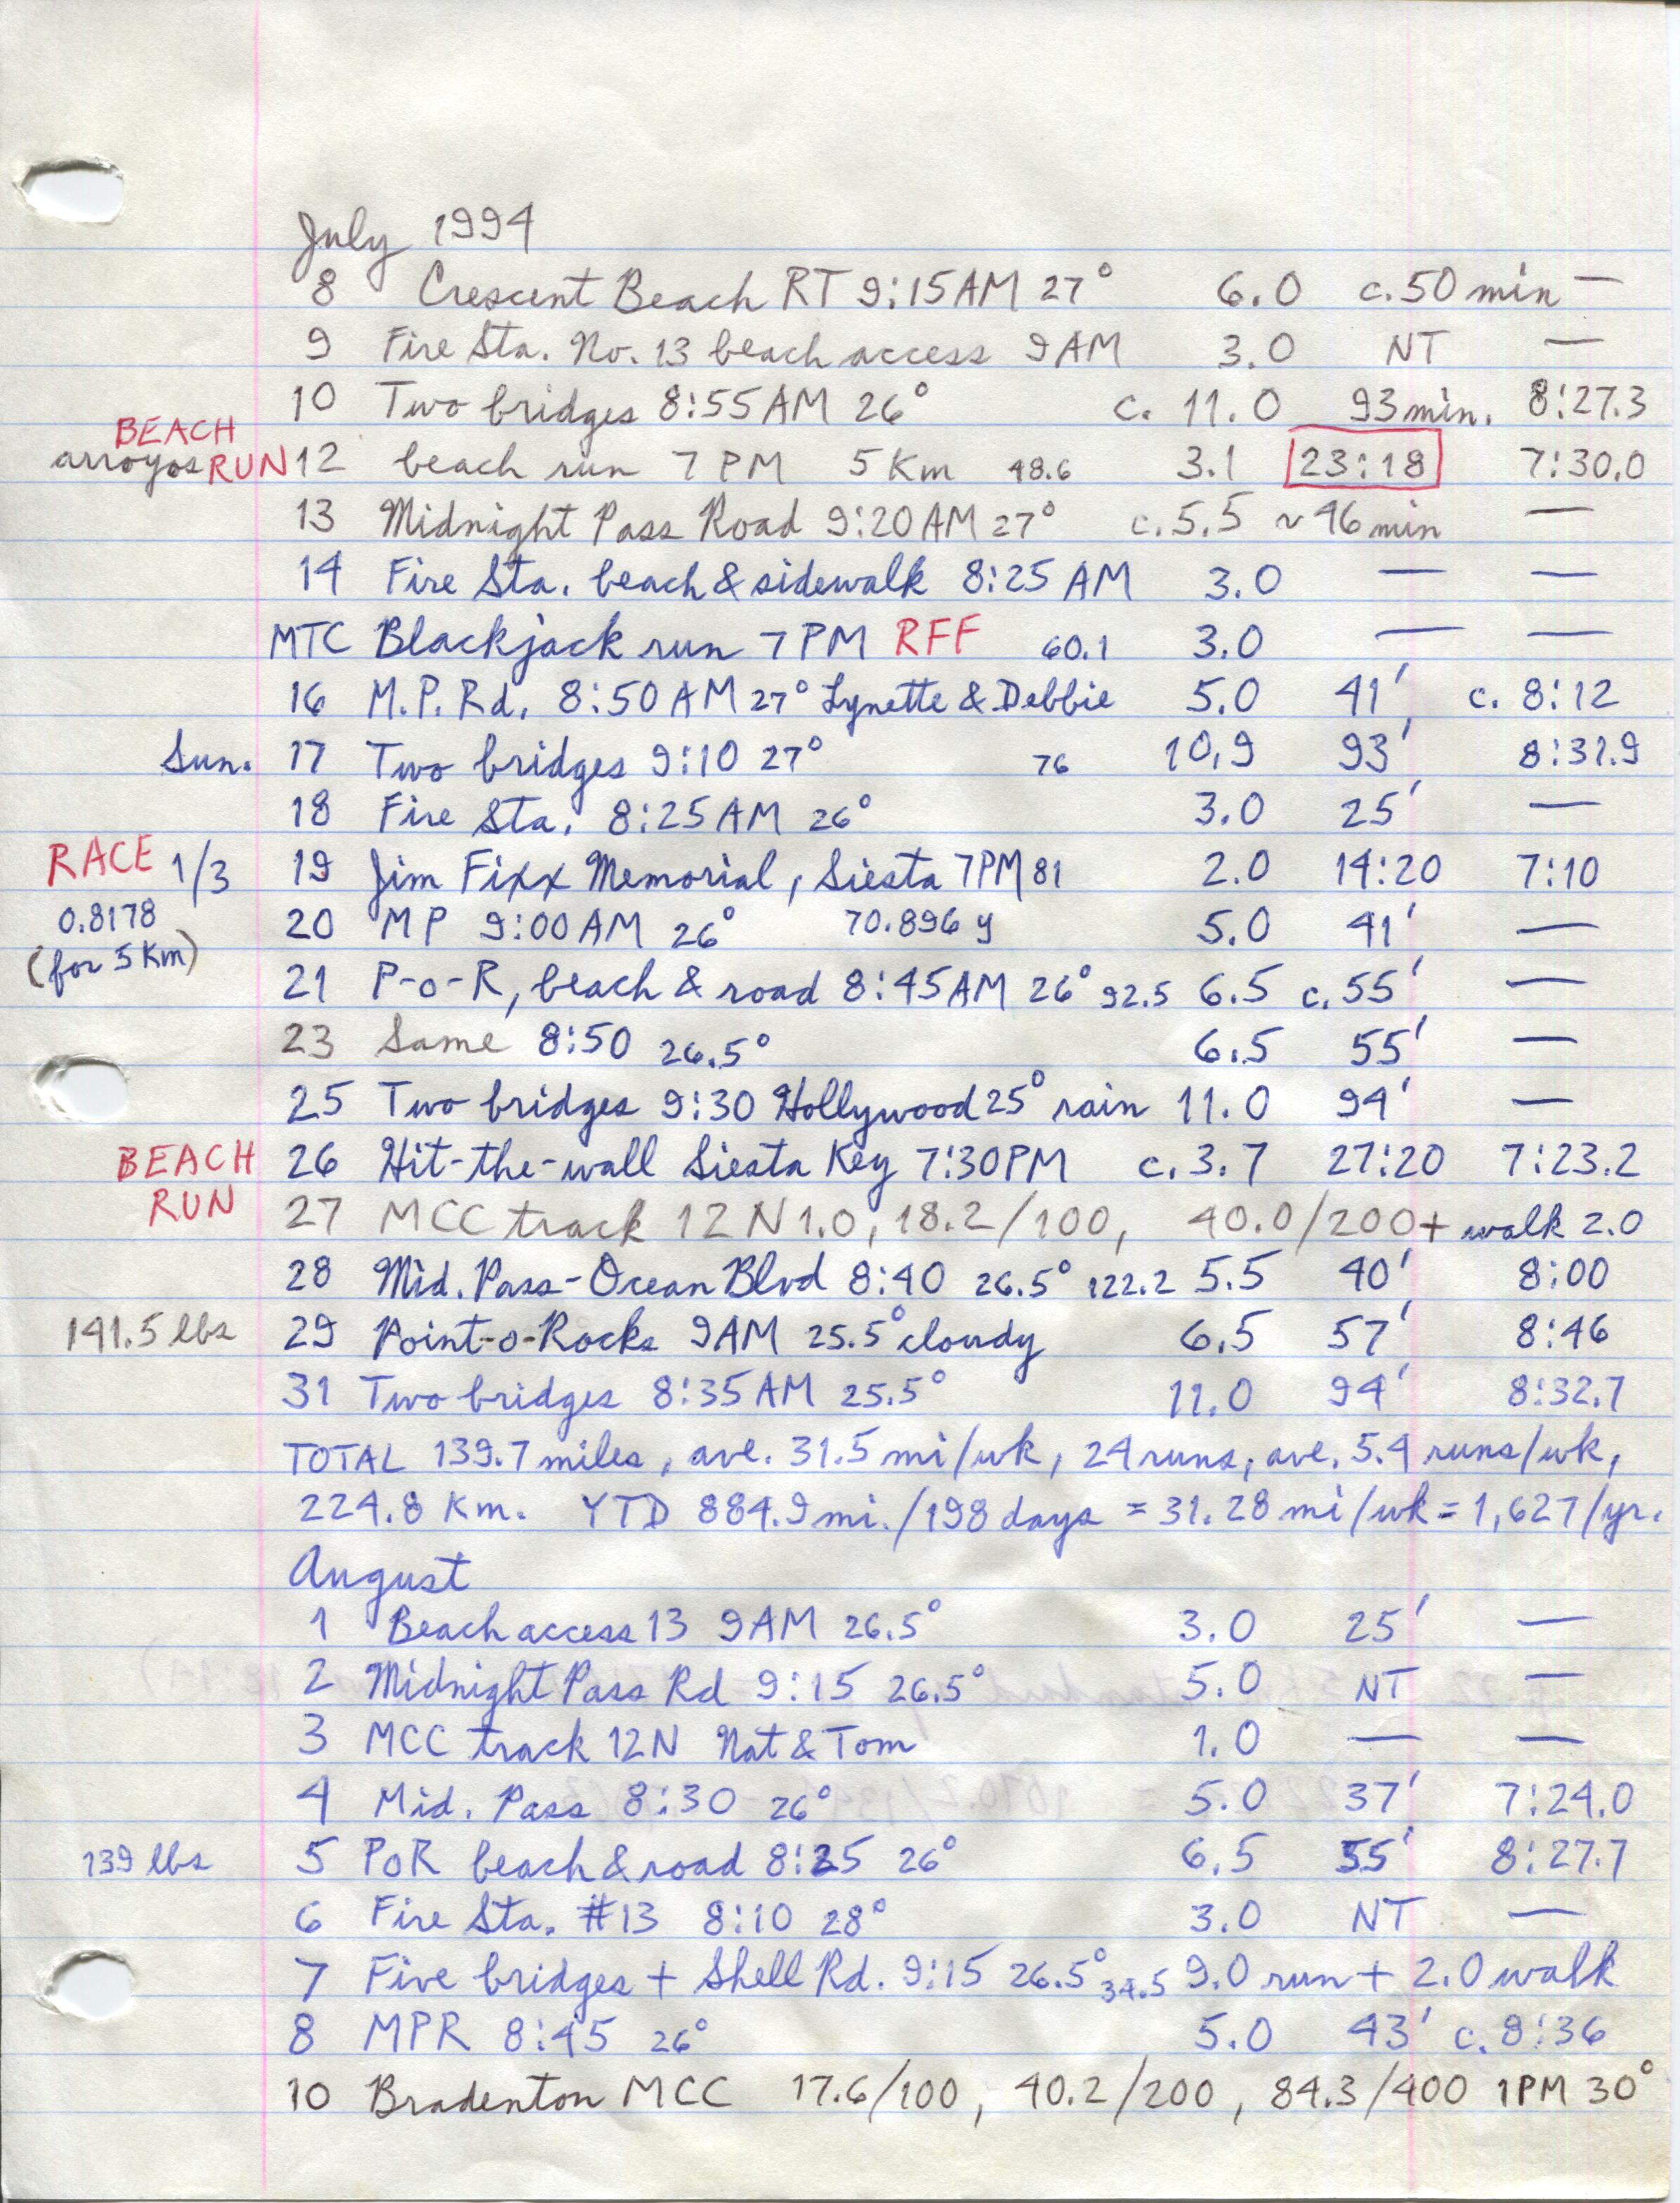 July 1994
8 Crescent Beach RT 9:15AM 27° 6.0 c.50 min —
9 Fire Sta. No. 13 beach access 9AM 3.0 NT —
10 Two bridges 8:55AM 26° c. 11.0 93min. 8:27.3
BEACH
arroyos RUN 12 beach run 7PM 5Km 48.6 3.1 23:18 7:30.0
13 Midnight Pass Road 9:20AM 27° c.5.5 ~46min —
14 Fire Sta. beach & sidewalk 8:25 AM 3.0 — —
MTC Blackjack run 7PM RFF 60.1 3.0 — —
16 M.P. Rd. 8:50AM 27° Lynette & Debbie 5.0 41' c. 8:12
Sun. 17 Two bridges 9:10 27° 76 10.9 93' 8:31.9
18 Fire Sta. 8:25AM 26° 3.0 25' —
RACE 1/3 19 Jim Fixx Memorial, Siesta 7PM 81 2.0 14:20 7:10
0.8178 20 MP 9:00AM 26° 70.896 y 5.0 41' —
(for 5 Km) 21 P-o-R, beach & road 8:45AM 26° 92.5 6.5 c. 55' —
23 Same 8:50 26.5° 6.5 55' —
25 Two bridges 9:30 Hollywood 25° rain 11.0 94' —
BEACH 26 Hit-the-wall Siesta Key 7:30PM c. 3.7 27:20 7:23.2
RUN 27 MCC track 12N 1.0, 18.2/100, 40.0/200+ walk 2.0
28 Mid. Pass-Ocean Blvd 8:40 26.5° 122.2 5.5 40' 8:00
141.5 lbs 29 Point-o-Rocks 9AM 25.5° cloudy 6.5 57' 8:46
31 Two bridges 8:35AM 25.5° 11.0 94' 8:32.7
TOTAL 139.7 miles, ave. 31.5 mi/wk, 24 runs, ave. 5.4 runs/wk,
224.8 Km. YTD 884.9mi./198 days = 31.28 mi/wk = 1,627/yr.
August
1 Beach access 13 9AM 26.5° 3.0 25' —
2 Midnight Pass Rd 9:15 26.5° 5.0 NT —
3 MCC track 12N Nat & Tom 1.0 — —
4 Mid. Pass 8:30 26° 5.0 37' 7:24.0
139 lbs 5 PoR beach & road 8:25 26° 6.5 55' 8:27.7
6 Fire Sta. #13 8:10 28° 3.0 NT —
7 Five bridges + Shell Rd. 9:15 26.5° 34.5 9.0 run + 2.0 walk
8 MPR 8:45 26° 5.0 43' c. 8:36
10 Bradenton MCC 17.6/100, 40.2/200, 84.3/400 1PM 30°